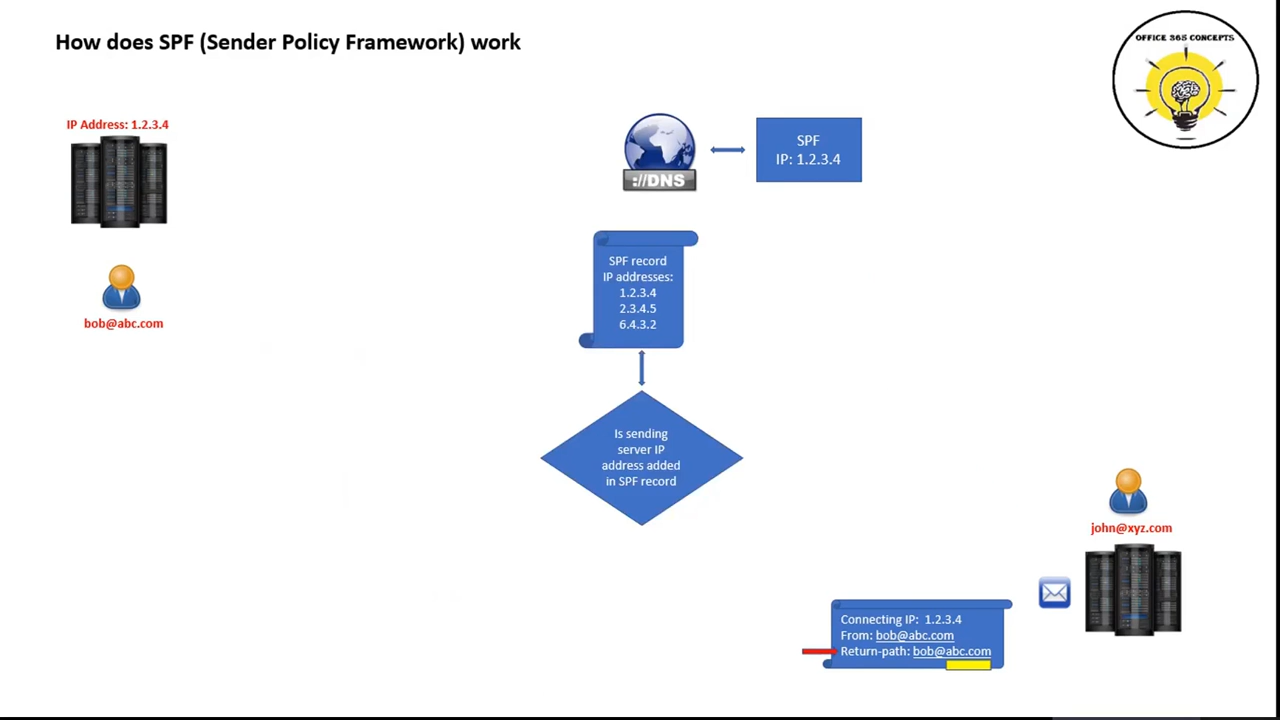 How does SPF (Sender Policy Framework) work
OFFICE 365 CONCEPTS
IP Address: 1.2.3.4
bob@abc.com
://DNS
SPF
IP: 1.2.3.4
SPF record
IP addresses:
1.2.3.4
2.3.4.5
6.4.3.2
Is sending
server IP
address added
in SPF record
john@xyz.com
Connecting IP: 1.2.3.4
From: bob@abc.com
Return-path: bob@abc.com